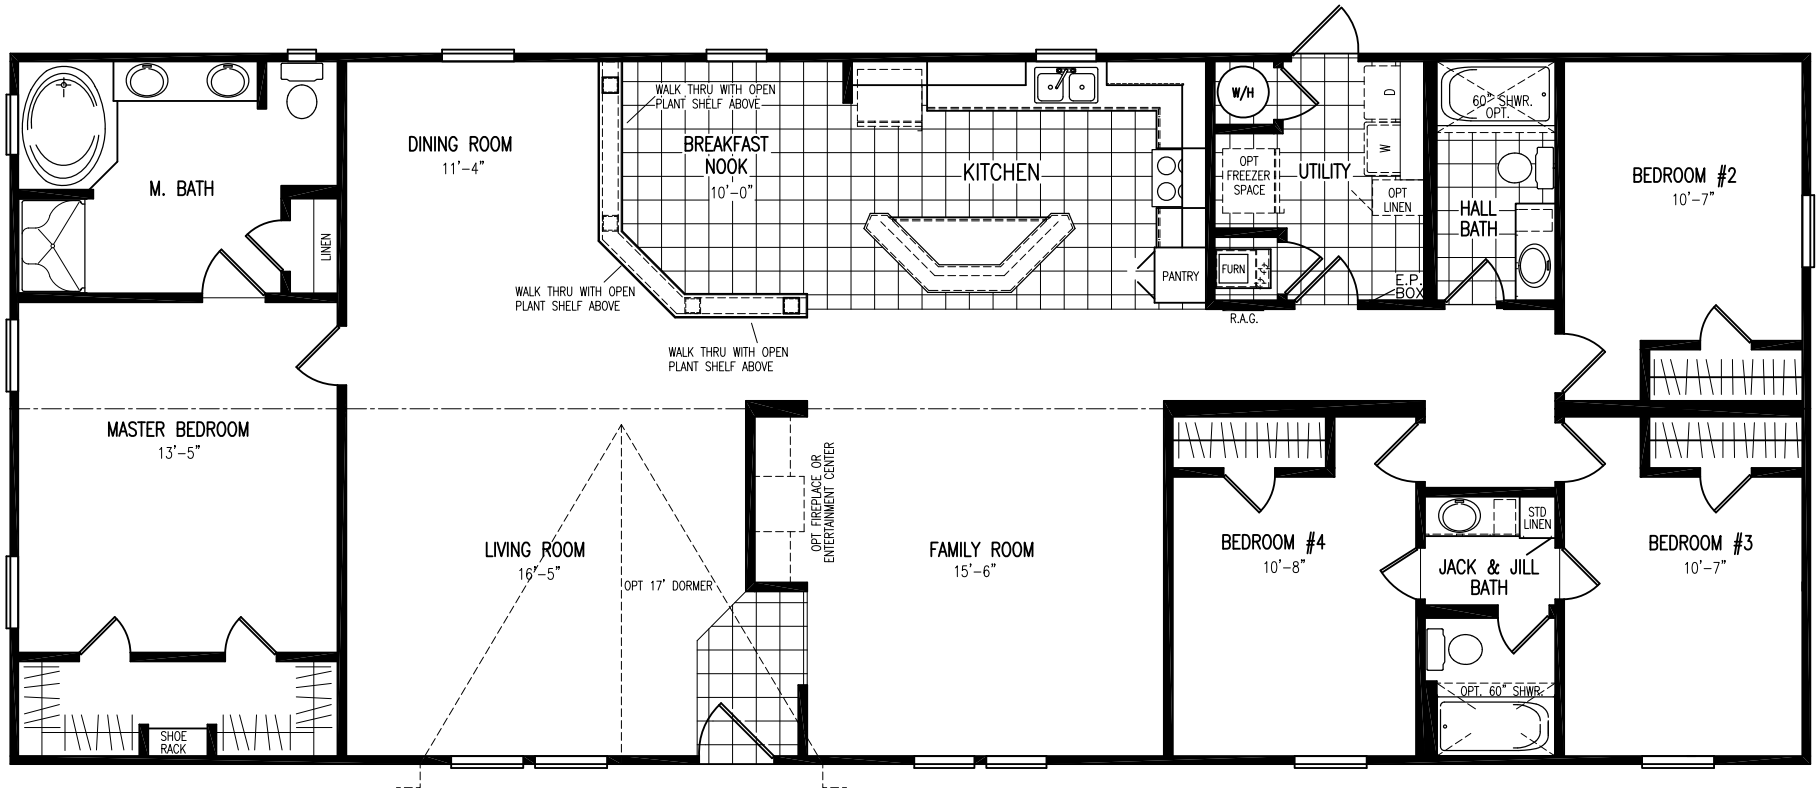 M. BATH
LINEN
DINING ROOM
11'-4"
WALK THRU WITH OPEN
PLANT SHELF ABOVE
BREAKFAST
NOOK
10'-0"
KITCHEN
WALK THRU WITH OPEN
PLANT SHELF ABOVE
WALK THRU WITH OPEN
PLANT SHELF ABOVE
PANTRY
W/H
OPT
FREEZER
SPACE
UTILITY
D
W
OPT
LINEN
FURN
E.P.
BOX
R.A.G.
60" SHWR.
OPT.
HALL
BATH
BEDROOM #2
10'-7"
MASTER BEDROOM
13'-5"
SHOE
RACK
LIVING ROOM
16'-5"
OPT 17' DORMER
OPT FIREPLACE OR
ENTERTAINMENT CENTER
FAMILY ROOM
15'-6"
BEDROOM #4
10'-8"
STD
LINEN
JACK & JILL
BATH
OPT. 60" SHWR.
BEDROOM #3
10'-7"